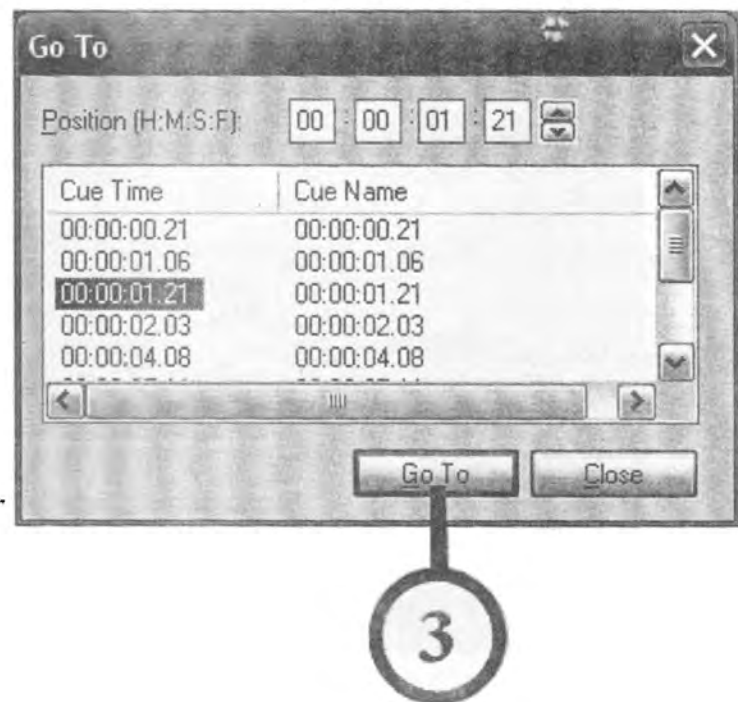 Go To
Position (H:M:S:F): 00 : 00 : 01 : 21
Cue Time Cue Name
00:00:00.21 00:00:00.21
00:00:01.06 00:00:01.06
00:00:01.21 00:00:01.21
00:00:02.03 00:00:02.03
00:00:04.08 00:00:04.08
Go To Close
3